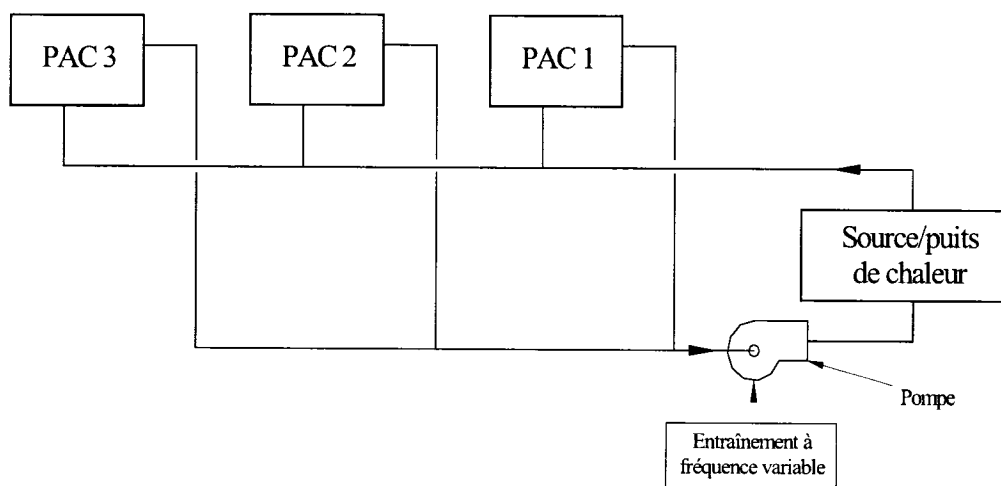 PAC 3
PAC 2
PAC 1
Source/puits
de chaleur
Pompe
Entraînement à
fréquence variable